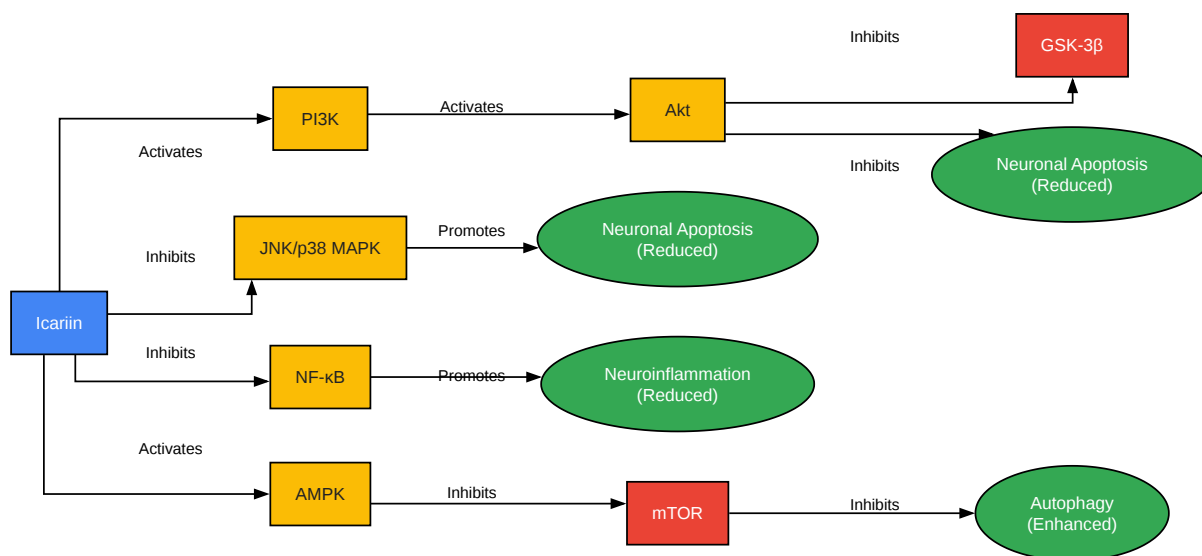 Inhibits
GSK-3β
PI3K
Activates
Akt
Activates
Inhibits
Neuronal Apoptosis
(Reduced)
JNK/p38 MAPK
Promotes
Neuronal Apoptosis
(Reduced)
Inhibits
Icariin
Inhibits
NF-κB
Promotes
Neuroinflammation
(Reduced)
Activates
AMPK
Inhibits
mTOR
Inhibits
Autophagy
(Enhanced)